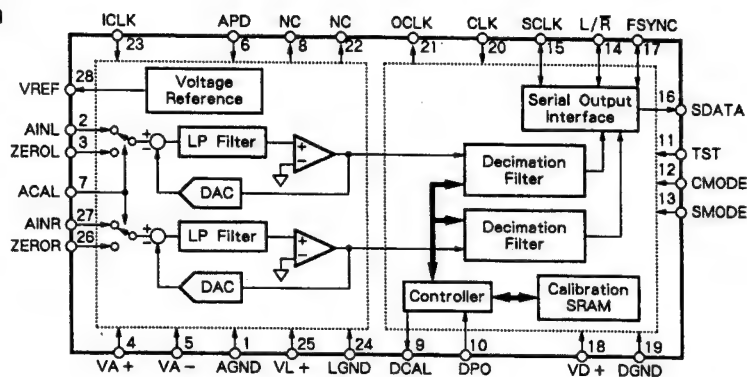 ICLK APD NC NC OCLK CLK SCLK L/R̅ FSYNC
23 6 8 22 21 20 15 14 17
VREF 28 Voltage Reference
Serial Output Interface 16 SDATA
AINL 2 + − LP Filter + −
ZEROL 3
Decimation Filter
11 TST
ACAL 7 DAC
12 CMODE
AINR 27 + − LP Filter + −
Decimation Filter
13 SMODE
ZEROR 26
DAC
Controller Calibration SRAM
4 5 1 25 24 9 10 18 19
VA+ VA- AGND VL+ LGND DCAL DPO VD+ DGND